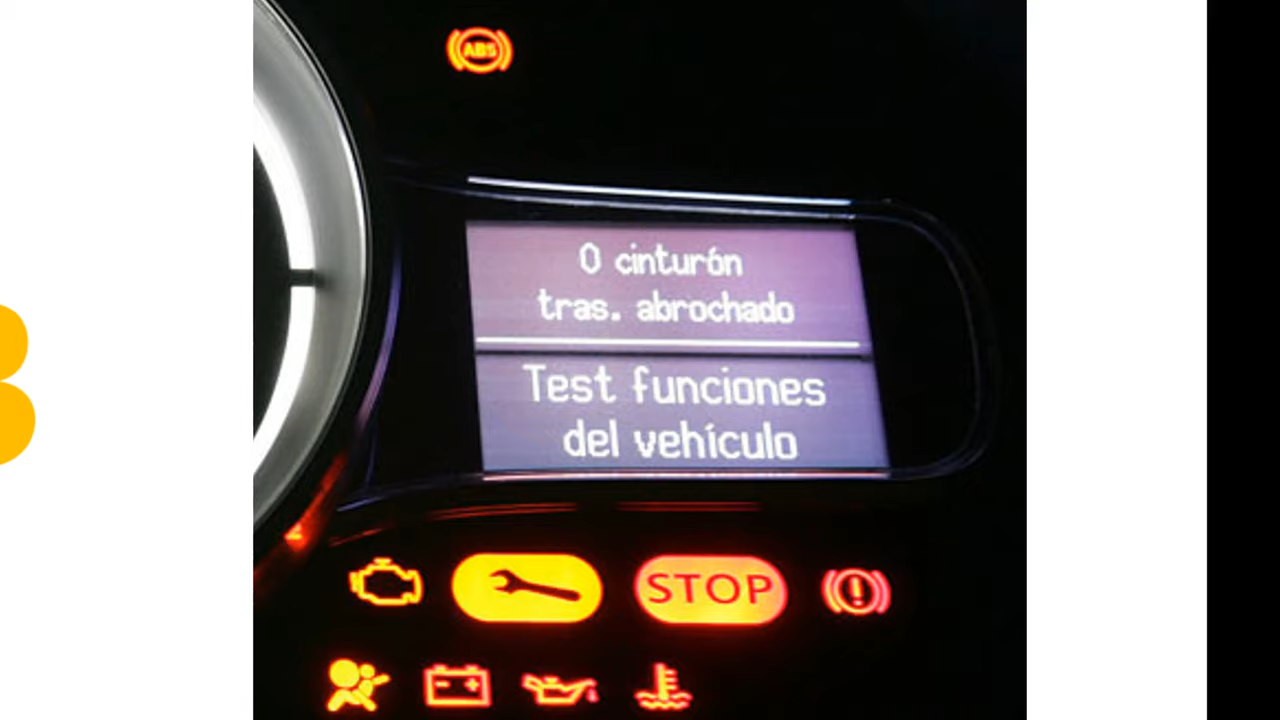 ABS
0 cinturón
tras. abrochado
Test funciones
del vehículo
STOP